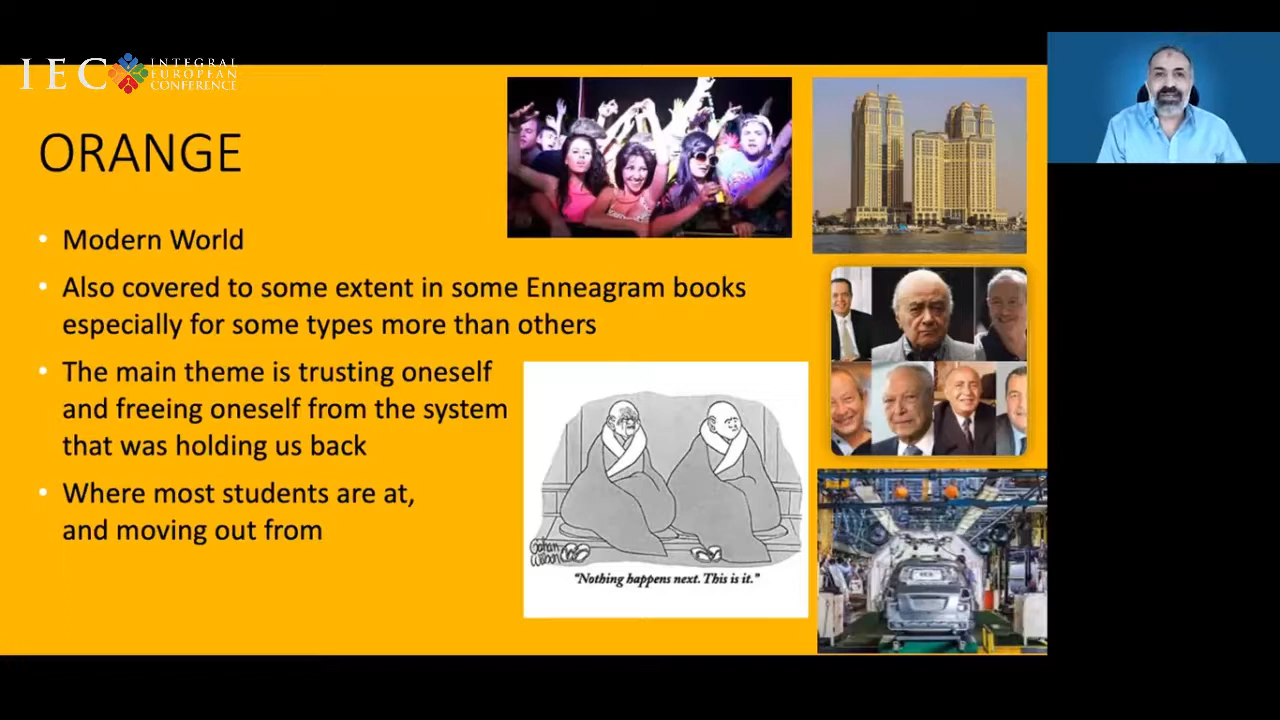 IEC INTEGRAL
EUROPEAN
CONFERENCE
ORANGE
• Modern World
• Also covered to some extent in some Enneagram books
especially for some types more than others
• The main theme is trusting oneself
and freeing oneself from the system
that was holding us back
• Where most students are at,
and moving out from
Gahan
Wilson
"Nothing happens next. This is it."